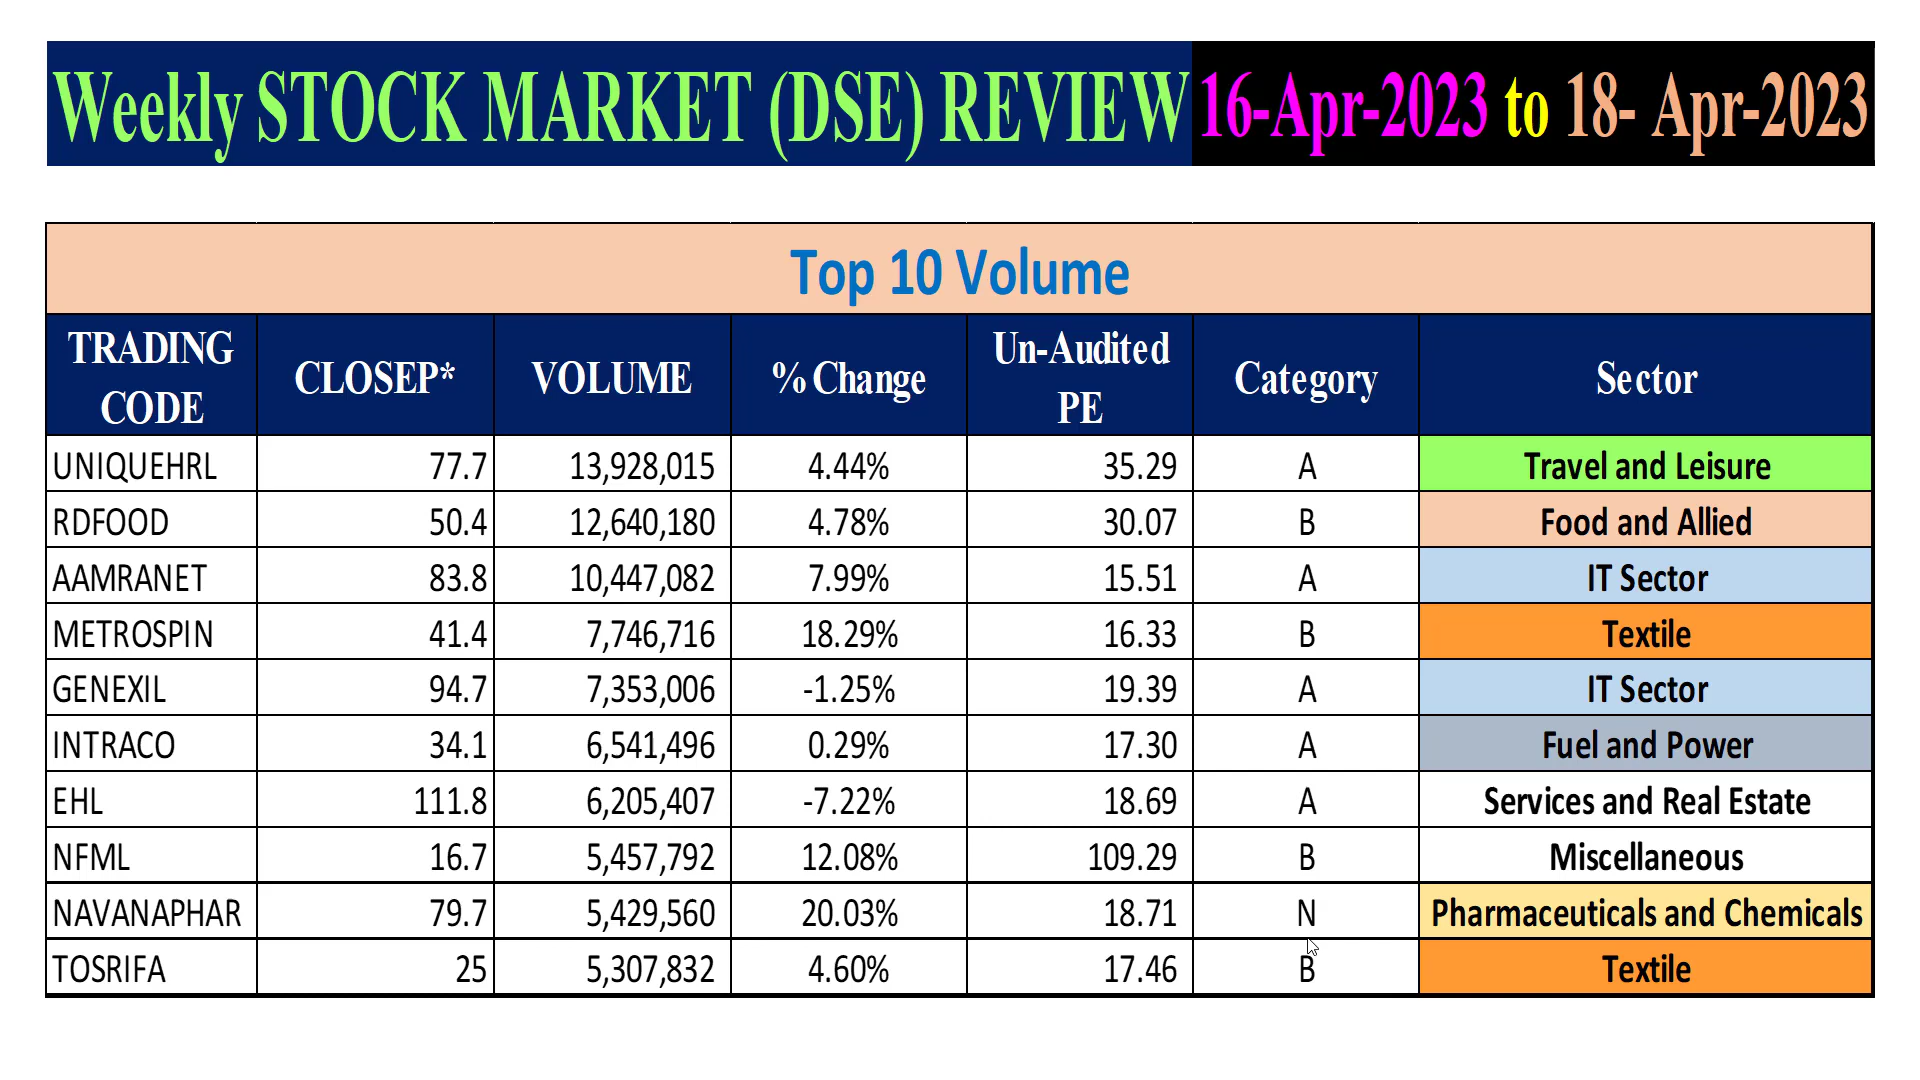 Weekly STOCK MARKET (DSE) REVIEW 16-Apr-2023 to 18- Apr-2023
Top 10 Volume
TRADING CODE CLOSEP* VOLUME % Change Un-Audited PE Category Sector
UNIQUEHRL 77.7 13,928,015 4.44% 35.29 A Travel and Leisure
RDFOOD 50.4 12,640,180 4.78% 30.07 B Food and Allied
AAMRANET 83.8 10,447,082 7.99% 15.51 A IT Sector
METROSPIN 41.4 7,746,716 18.29% 16.33 B Textile
GENEXIL 94.7 7,353,006 -1.25% 19.39 A IT Sector
INTRACO 34.1 6,541,496 0.29% 17.30 A Fuel and Power
EHL 111.8 6,205,407 -7.22% 18.69 A Services and Real Estate
NFML 16.7 5,457,792 12.08% 109.29 B Miscellaneous
NAVANAPHAR 79.7 5,429,560 20.03% 18.71 N Pharmaceuticals and Chemicals
TOSRIFA 25 5,307,832 4.60% 17.46 B Textile